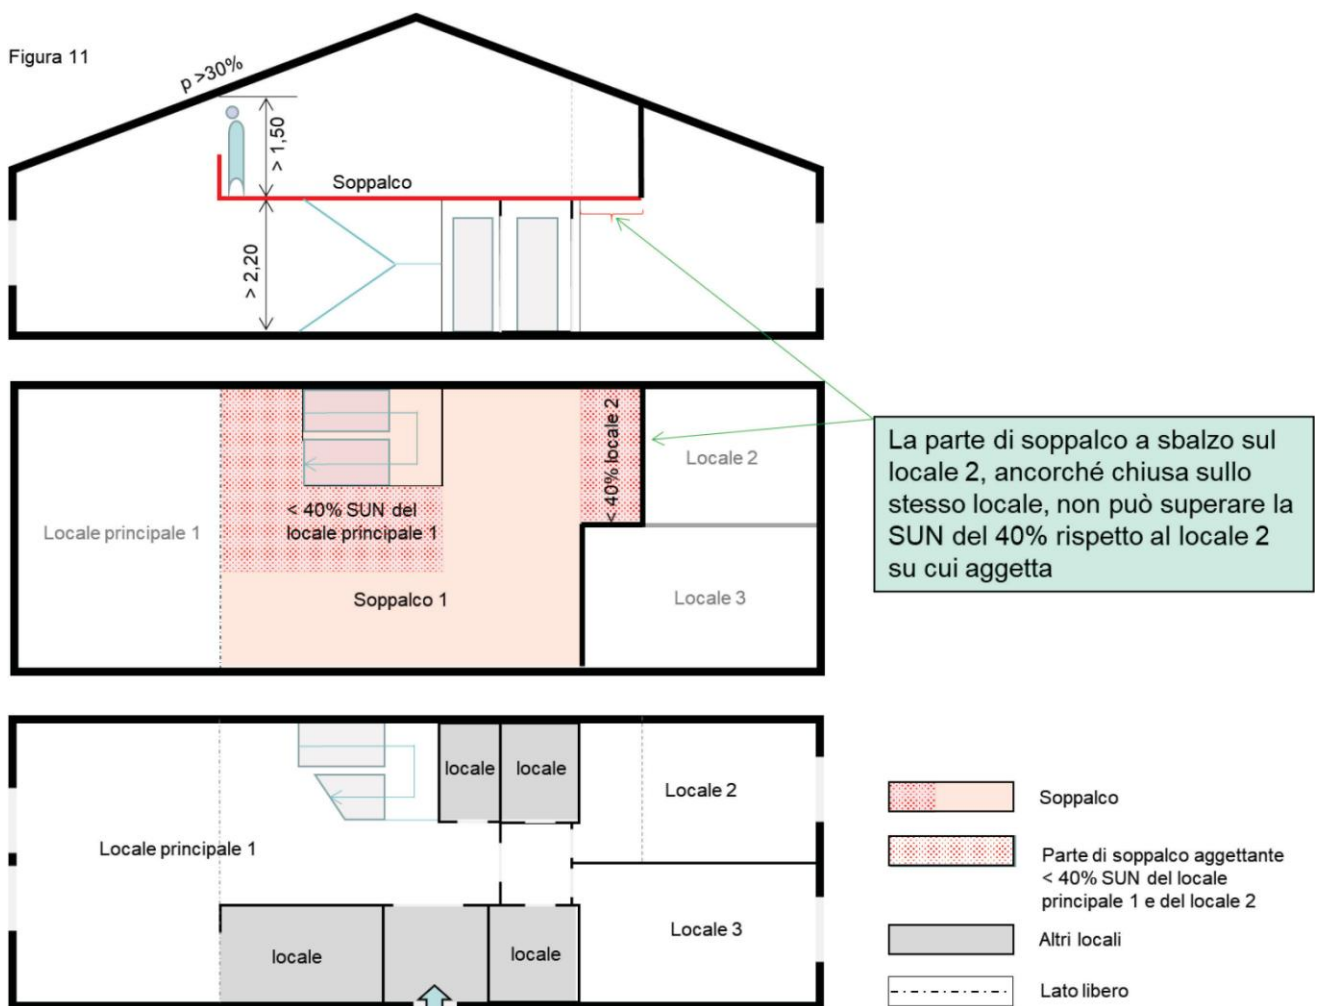 Figura 11
p >30%
> 1,50
Soppalco
> 2,20
< 40% locale 2
Locale 2
< 40% SUN del
locale principale 1
Locale principale 1
Soppalco 1
Locale 3
La parte di soppalco a sbalzo sul
locale 2, ancorché chiusa sullo
stesso locale, non può superare la
SUN del 40% rispetto al locale 2
su cui aggetta
locale
locale
Locale 2
Locale principale 1
locale
locale
Locale 3
Soppalco
Parte di soppalco aggettante
< 40% SUN del locale
principale 1 e del locale 2
Altri locali
Lato libero